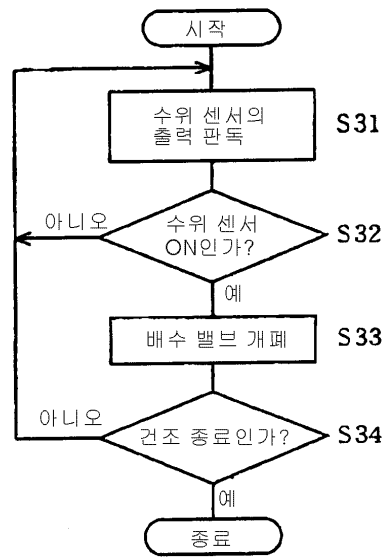 시작
수위 센서의
출력 판독
S31
아니오
수위 센서
ON인가?
S32
예
배수 밸브 개폐
S33
아니오
건조 종료인가?
S34
예
종료